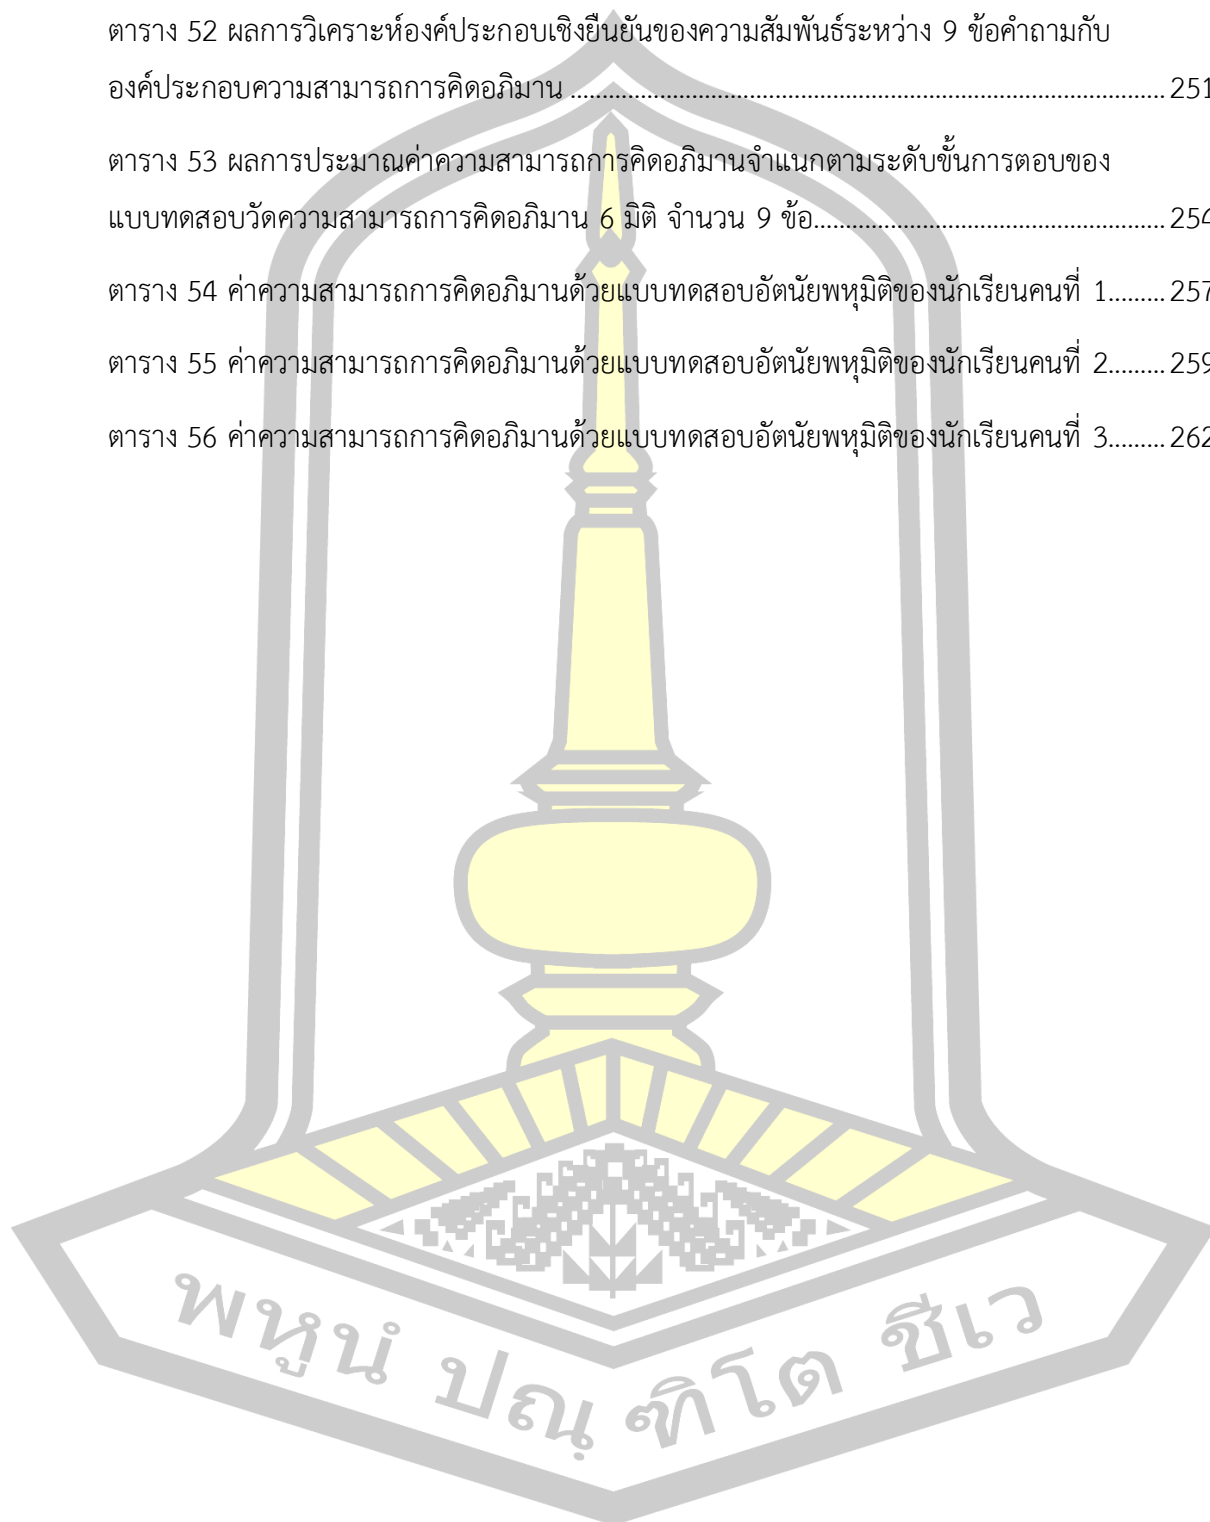 ตาราง 52 ผลการวิเคราะห์องค์ประกอบเชิงยืนยันของความสัมพันธ์ระหว่าง 9 ข้อคำถามกับ
องค์ประกอบความสามารถการคิดอภิมาน ........................................................................................ 251
ตาราง 53 ผลการประมาณค่าความสามารถการคิดอภิมานจำแนกตามระดับขั้นการตอบของ
แบบทดสอบวัดความสามารถการคิดอภิมาน 6 มิติ จำนวน 9 ข้อ.................................................... 254
ตาราง 54 ค่าความสามารถการคิดอภิมานด้วยแบบทดสอบอัตนัยพหุมิติของนักเรียนคนที่ 1......... 257
ตาราง 55 ค่าความสามารถการคิดอภิมานด้วยแบบทดสอบอัตนัยพหุมิติของนักเรียนคนที่ 2......... 259
ตาราง 56 ค่าความสามารถการคิดอภิมานด้วยแบบทดสอบอัตนัยพหุมิติของนักเรียนคนที่ 3......... 262
พหูนํ ปณฺฑิโต ชีเว